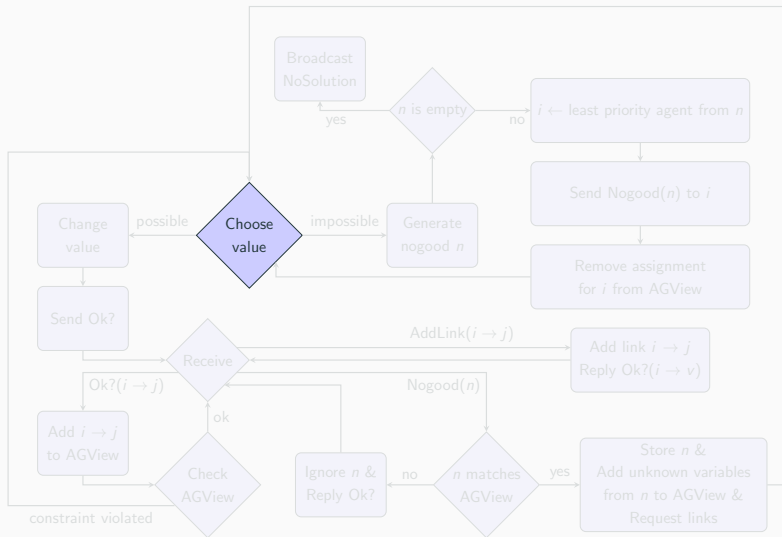 Broadcast
NoSolution
n is empty
yes
no
i ← least priority agent from n
Send Nogood(n) to i
Change
value
possible
Choose
value
impossible
Generate
nogood n
Remove assignment
for i from AGView
Send Ok?
Receive
AddLink(i → j)
Add link i → j
Reply Ok?(i → v)
Ok?(i → j)
Nogood(n)
ok
Add i → j
to AGView
Check
AGView
Ignore n &
Reply Ok?
no
n matches
AGView
yes
Store n &
Add unknown variables
from n to AGView &
Request links
constraint violated